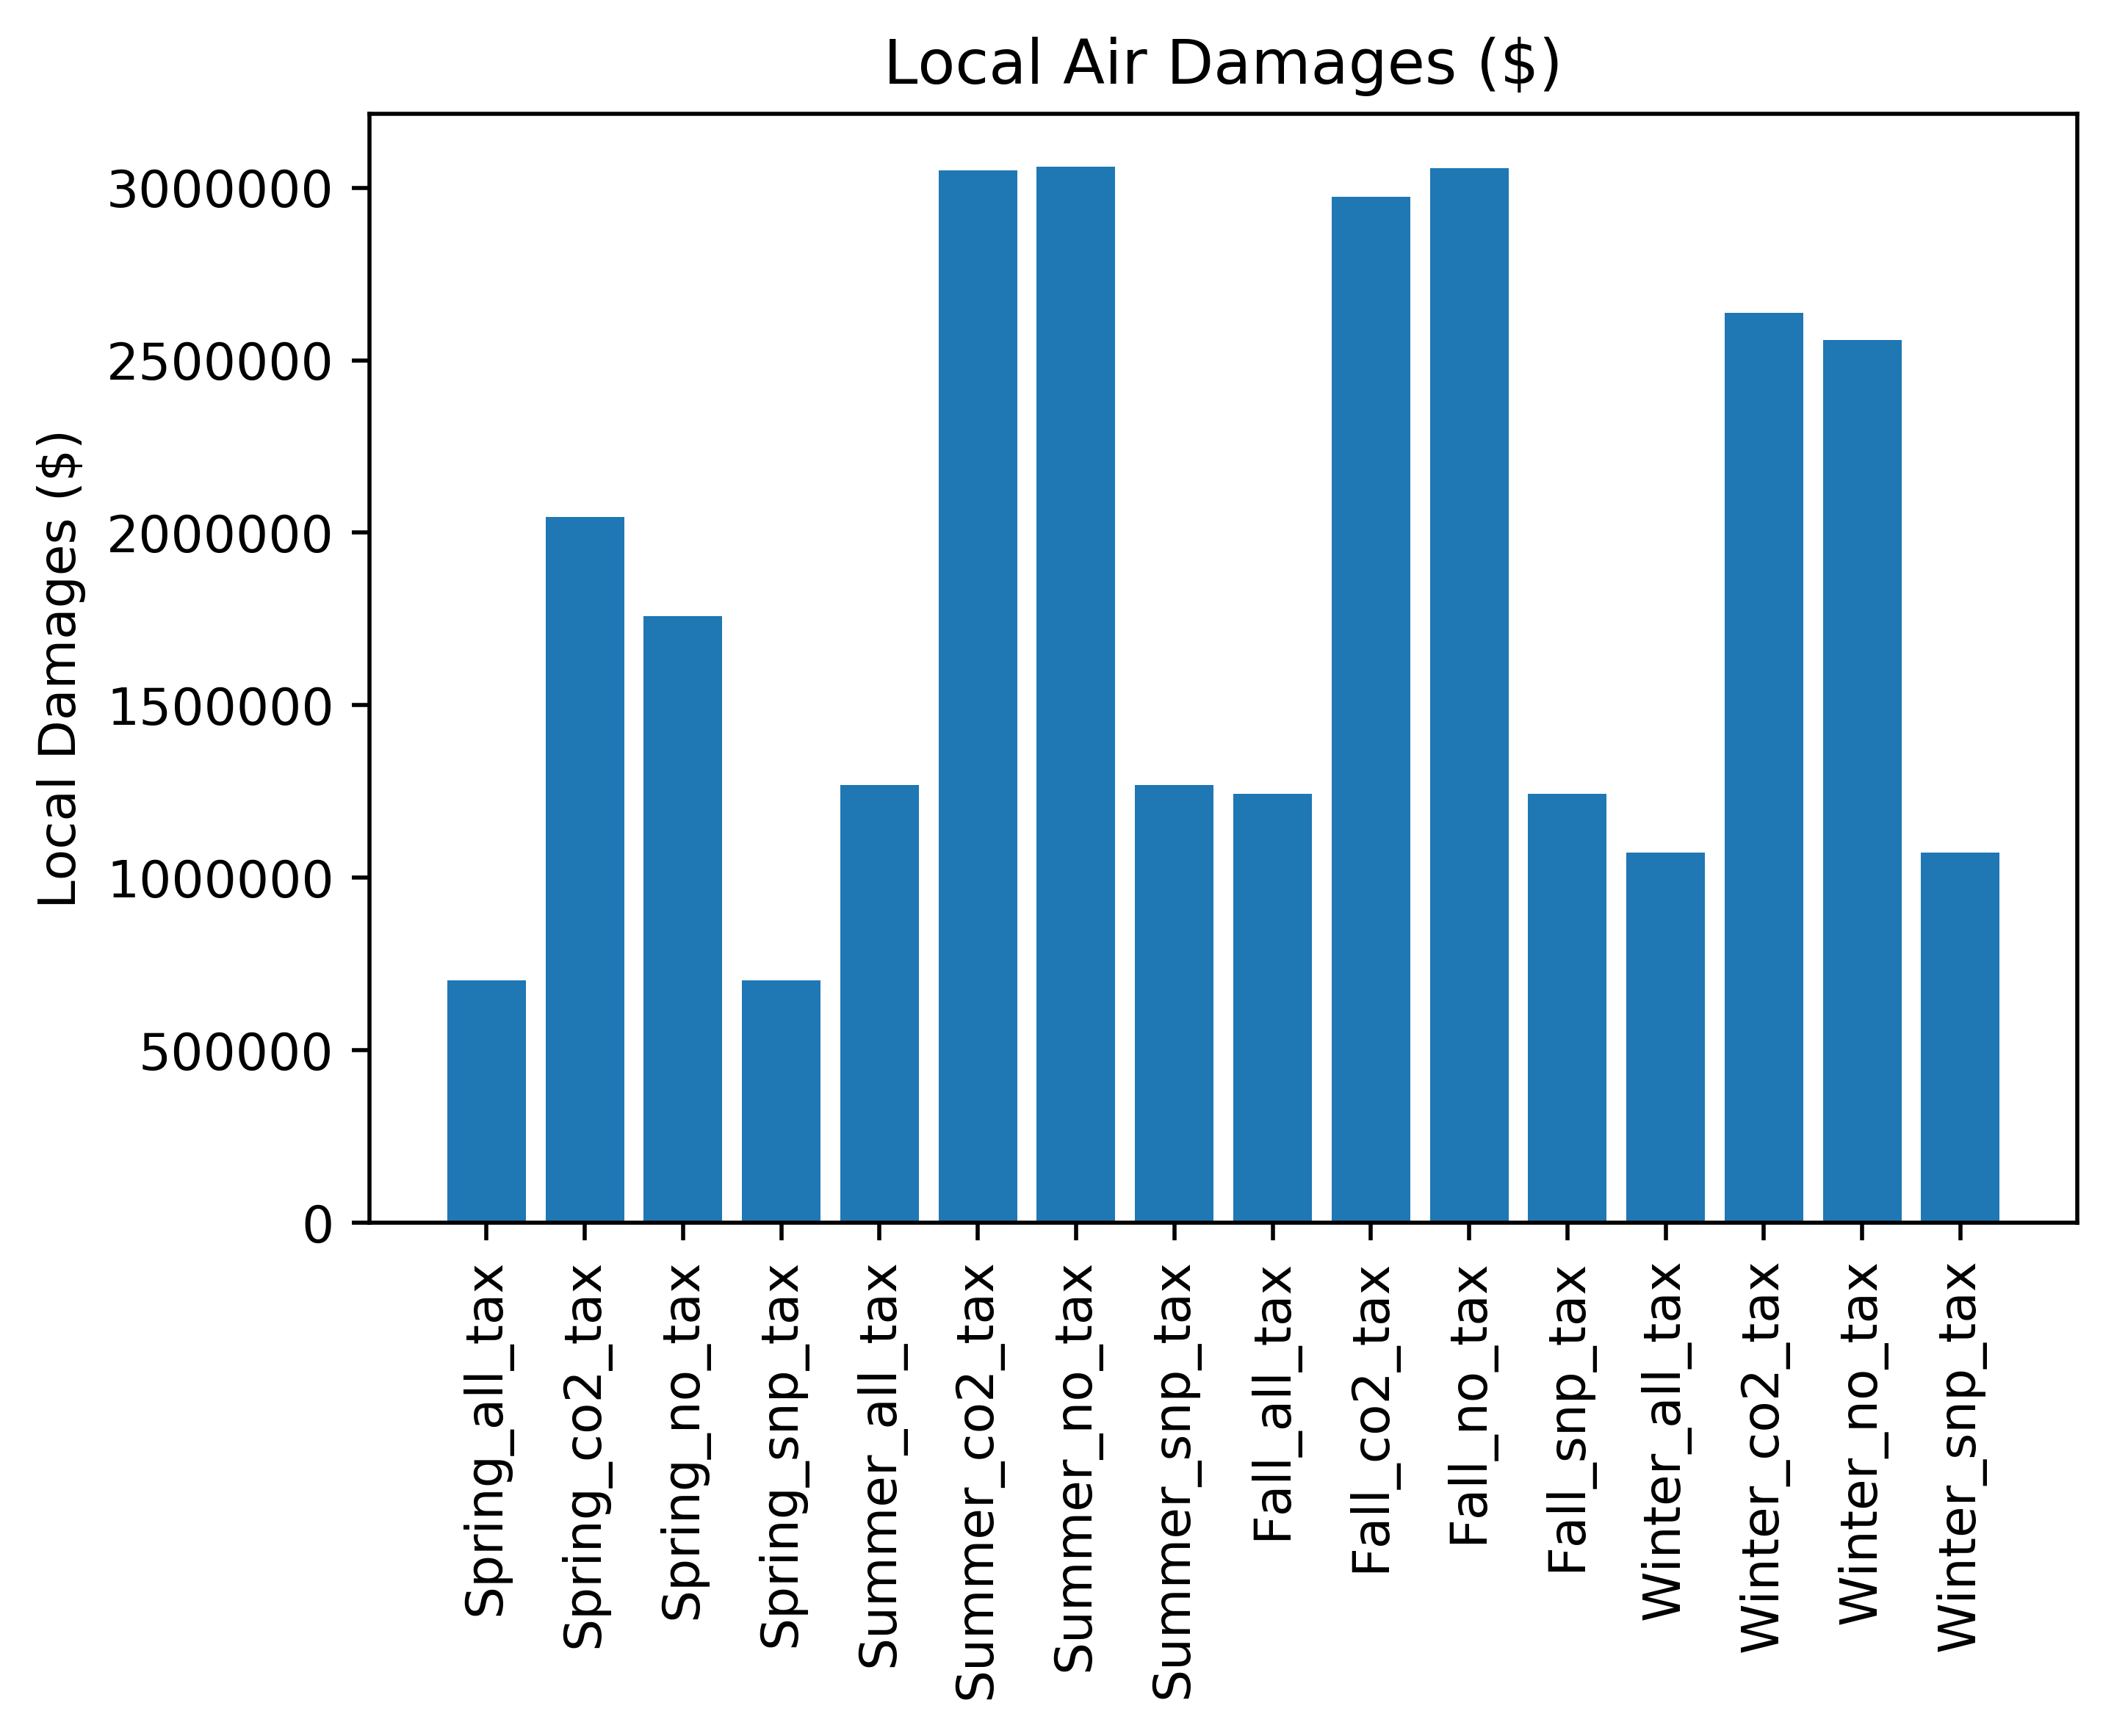 Local Air Damages ($)
Local Damages ($)
3000000
2500000
2000000
1500000
1000000
500000
0
Spring_all_tax
Spring_co2_tax
Spring_no_tax
Spring_snp_tax
Summer_all_tax
Summer_co2_tax
Summer_no_tax
Summer_snp_tax
Fall_all_tax
Fall_co2_tax
Fall_no_tax
Fall_snp_tax
Winter_all_tax
Winter_co2_tax
Winter_no_tax
Winter_snp_tax